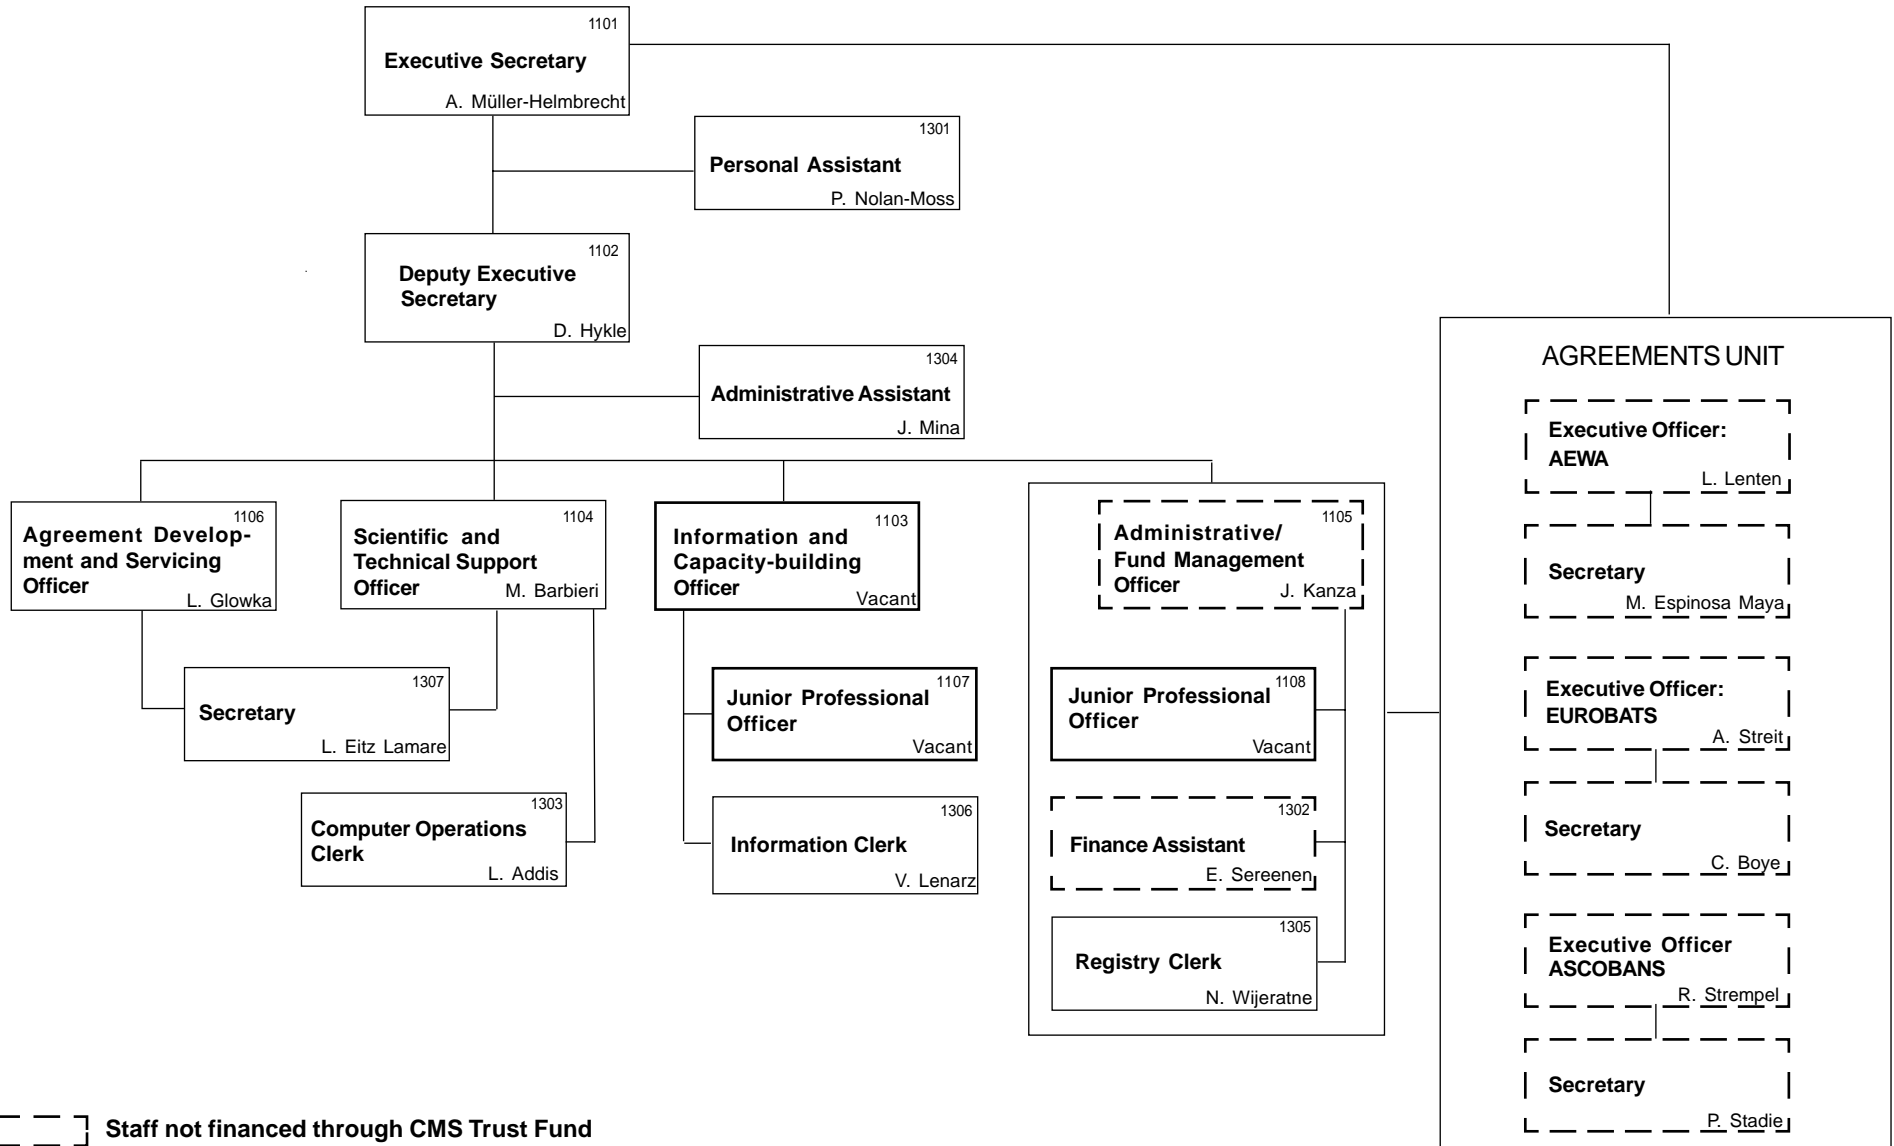 1101
Executive Secretary
A. Müller-Helmbrecht
1301
Personal Assistant
P. Nolan-Moss
1102
Deputy Executive
Secretary
D. Hykle
1304
Administrative Assistant
J. Mina
1106
Agreement Develop-
ment and Servicing
Officer
L. Glowka
1104
Scientific and
Technical Support
Officer
M. Barbieri
1103
Information and
Capacity-building
Officer
Vacant
1105
Administrative/
Fund Management
Officer
J. Kanza
1307
Secretary
L. Eitz Lamare
1303
Computer Operations
Clerk
L. Addis
1107
Junior Professional
Officer
Vacant
1306
Information Clerk
V. Lenarz
1108
Junior Professional
Officer
Vacant
1302
Finance Assistant
E. Sereenen
1305
Registry Clerk
N. Wijeratne
AGREEMENTS UNIT
Executive Officer:
AEWA
L. Lenten
Secretary
M. Espinosa Maya
Executive Officer:
EUROBATS
A. Streit
Secretary
C. Boye
Executive Officer
ASCOBANS
R. Strempel
Secretary
P. Stadie
Staff not financed through CMS Trust Fund